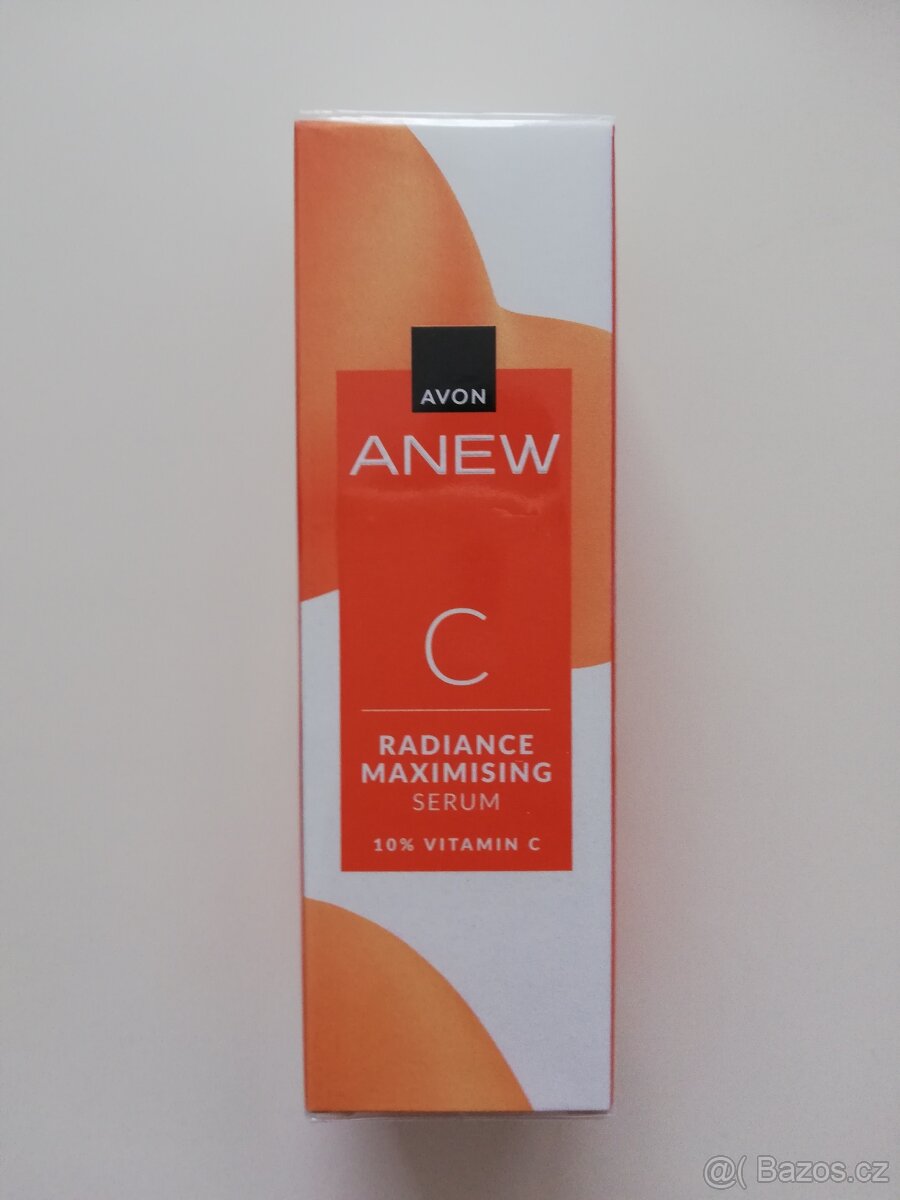 AVON
ANEW
C
RADIANCE
MAXIMISING
SERUM
10% VITAMIN C
@( Bazos.cz